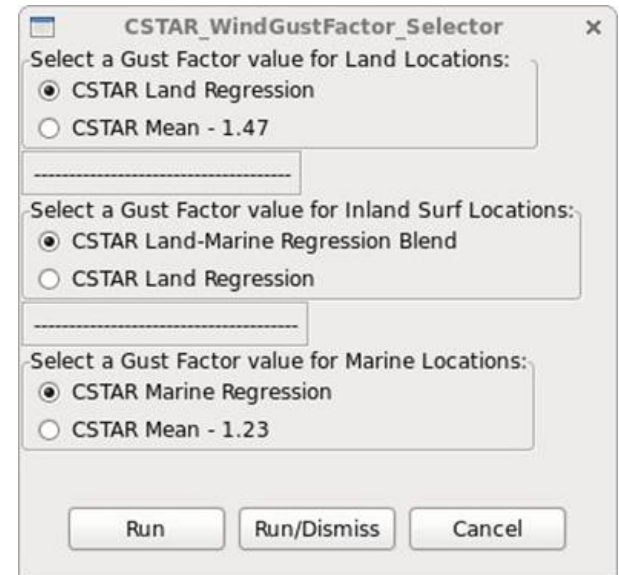 CSTAR_WindGustFactor_Selector
Select a Gust Factor value for Land Locations:
CSTAR Land Regression
CSTAR Mean - 1.47
-------------------------------------
Select a Gust Factor value for Inland Surf Locations:
CSTAR Land-Marine Regression Blend
CSTAR Land Regression
--------------------------------------
Select a Gust Factor value for Marine Locations:
CSTAR Marine Regression
CSTAR Mean - 1.23
Run Run/Dismiss Cancel